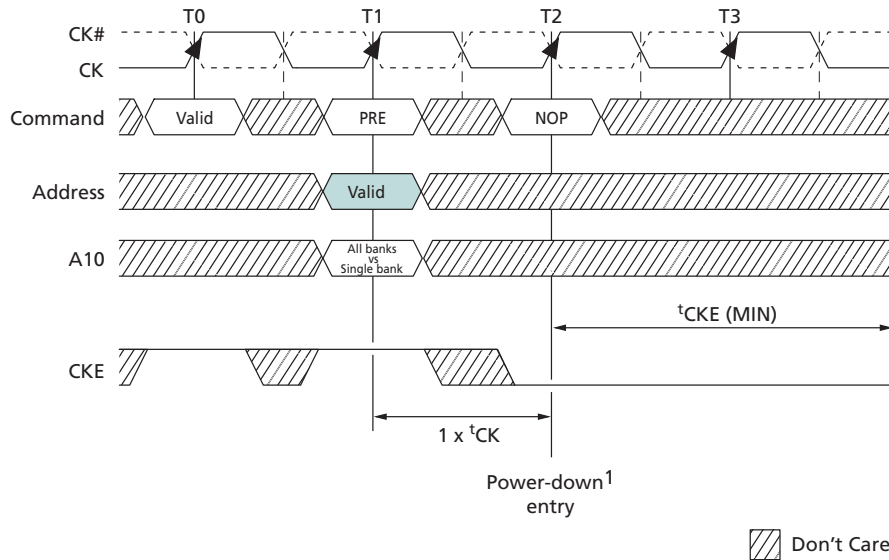 T0 T1 T2 T3
CK#
CK
Command Valid PRE NOP
Address Valid
A10 All banks
vs
Single bank
tCKE (MIN)
CKE
1 x tCK
Power-down1
entry
Don't Care